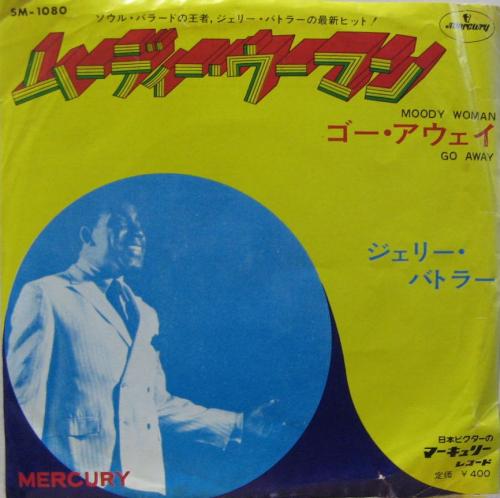 SM-1080
ソウル・バラードの王者,ジェリー・バトラーの最新ヒット!
Mercury
ムーディー・ウーマン
MOODY WOMAN
ゴー・アウェイ
GO AWAY
ジェリー・
バトラー
MERCURY
日本ビクターの
マーキュリー
レコード
定価 ¥400